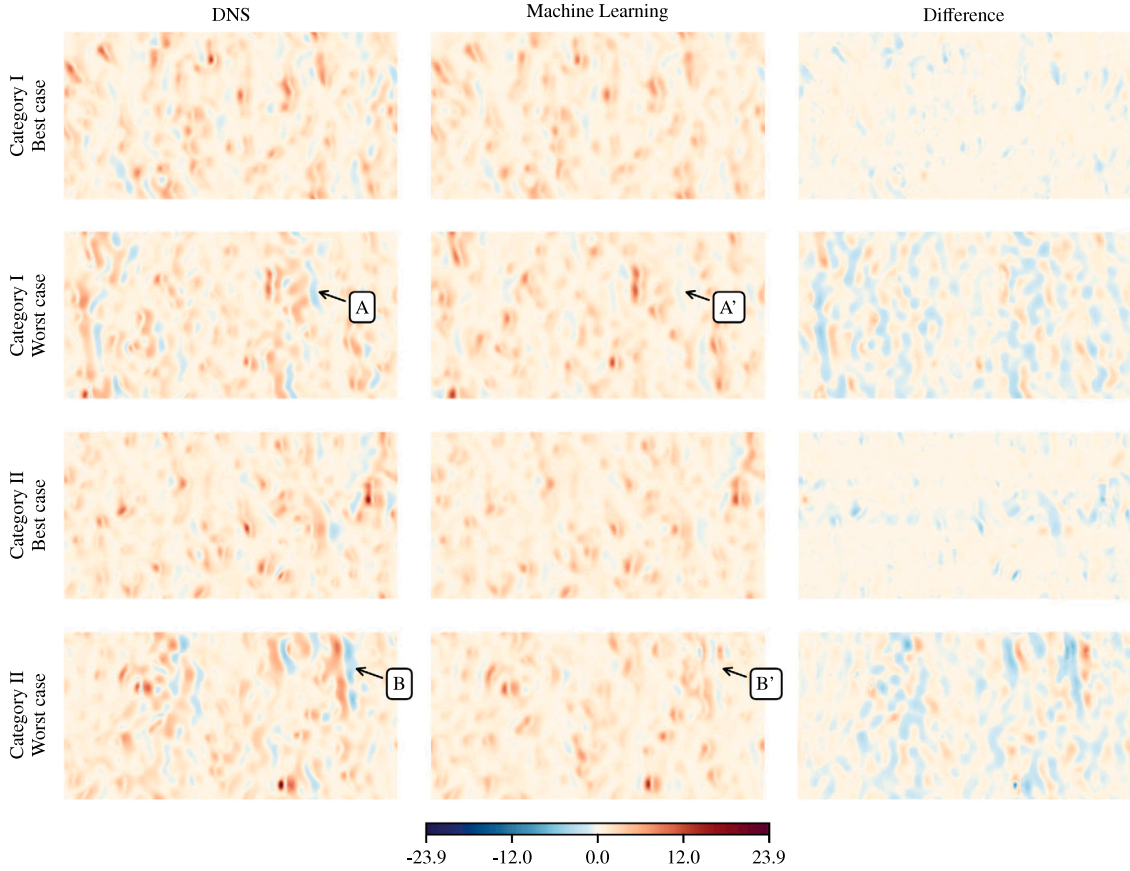 DNS
Machine Learning
Difference
Category I
Best case
Category I
Worst case
A
A'
Category II
Best case
Category II
Worst case
B
B'
-23.9
-12.0
0.0
12.0
23.9